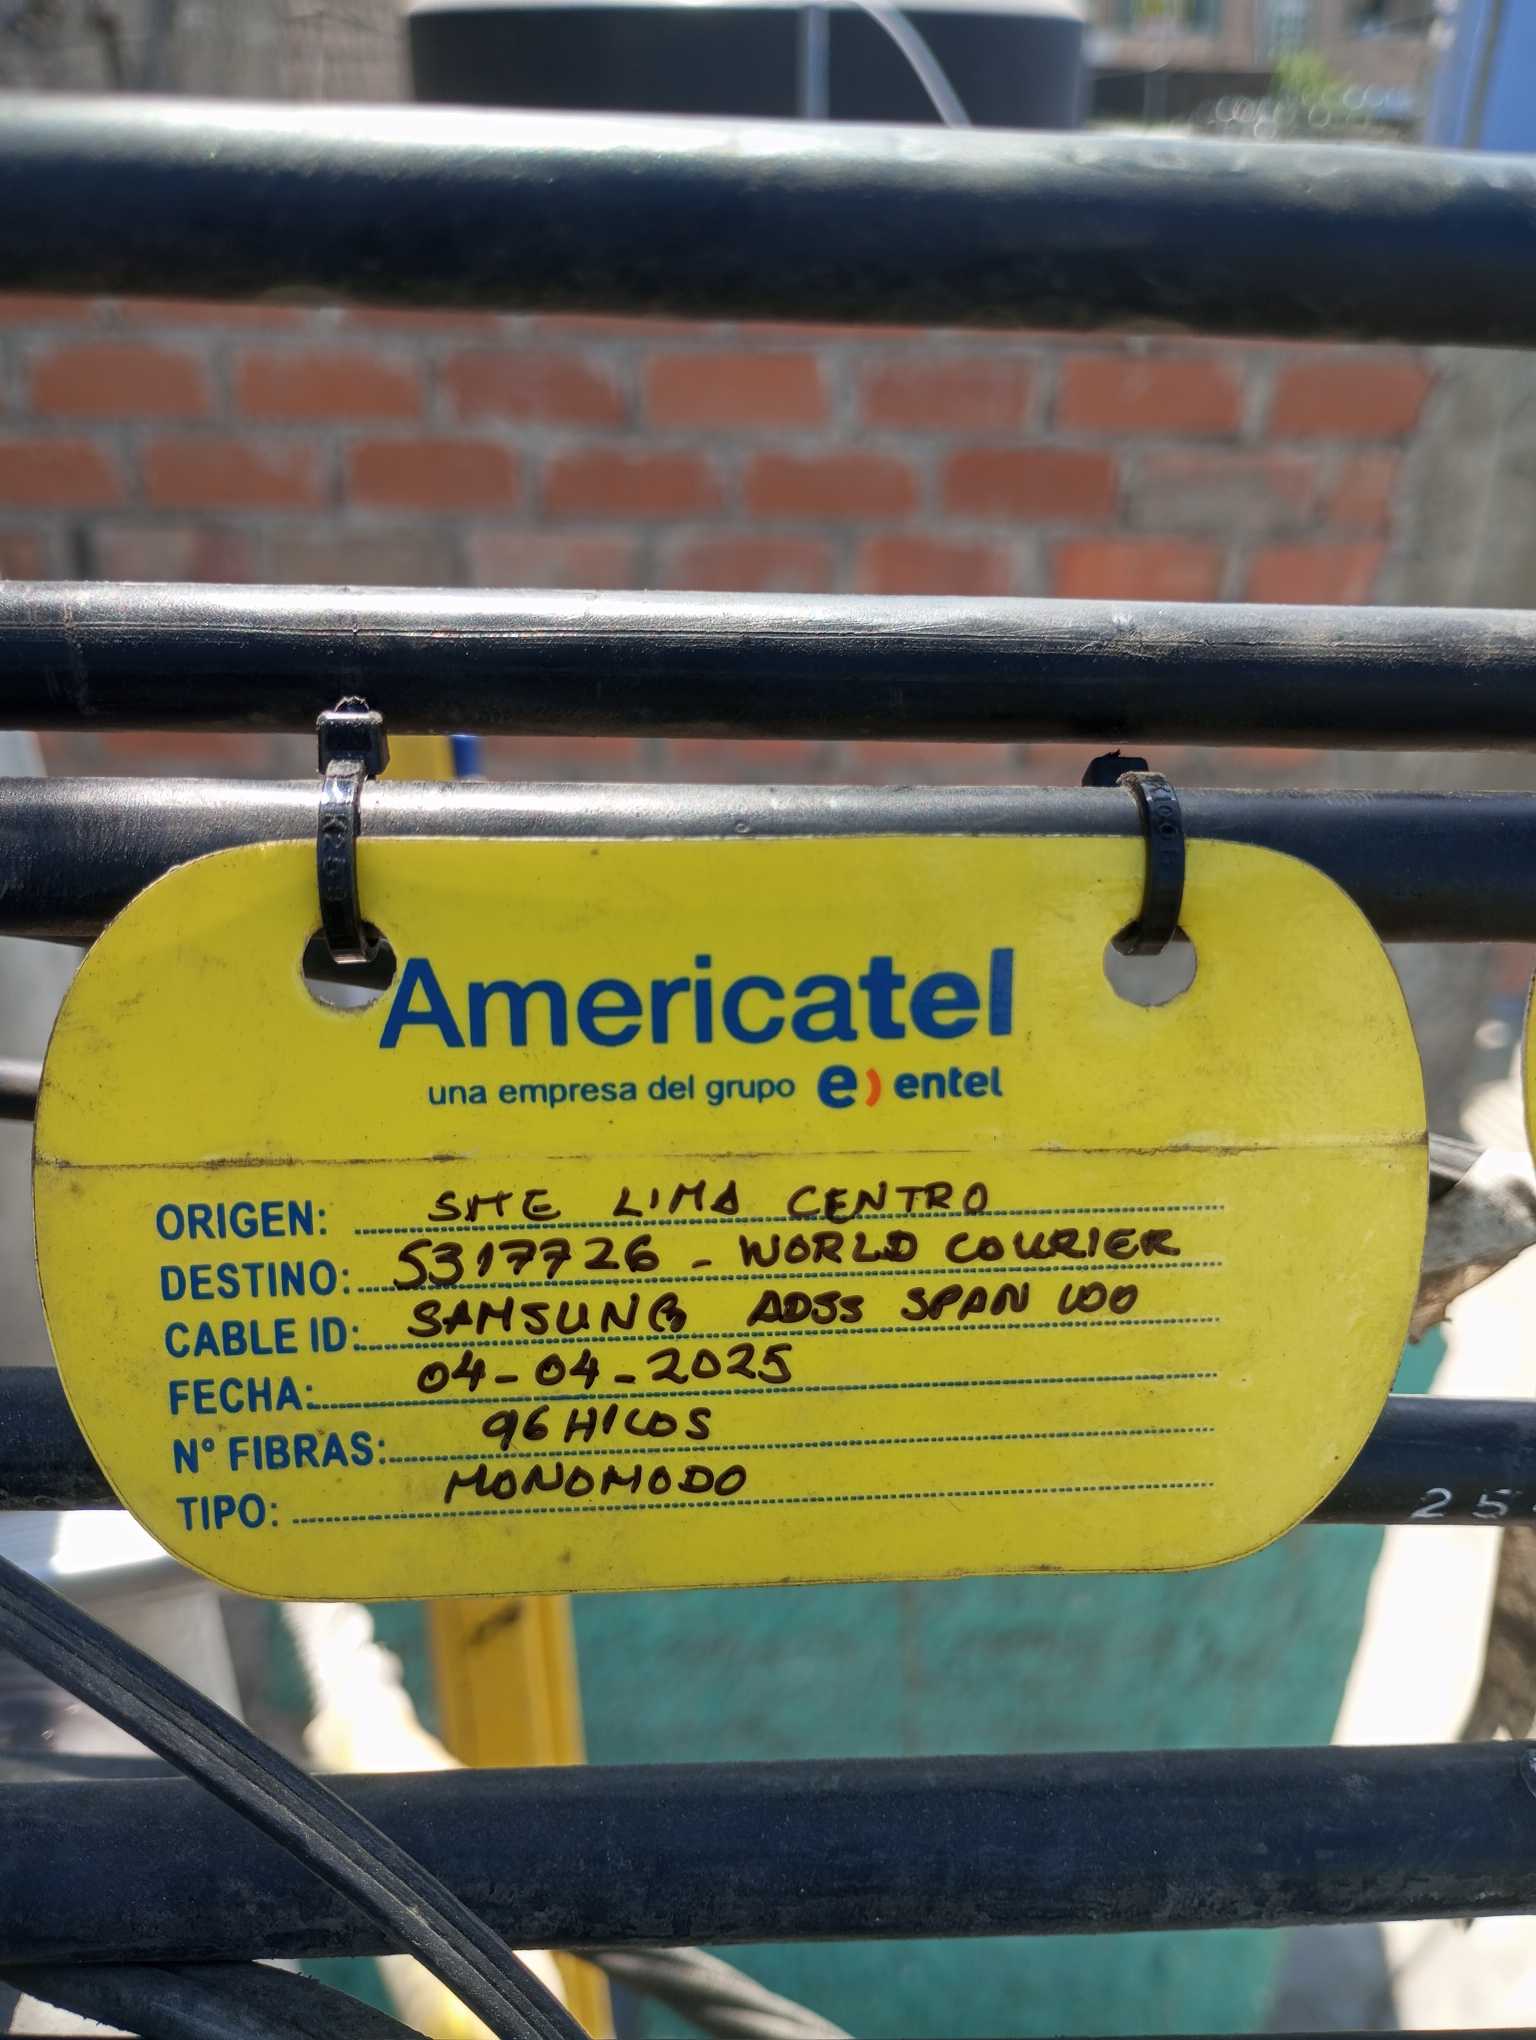 Americatel
una empresa del grupo e) entel
ORIGEN: SITE LIMA CENTRO
DESTINO: 5317726 - WORLD COURIER
CABLE ID: SAMSUNG ADSS SPAN 100
FECHA: 04-04-2025
N° FIBRAS: 96 HILOS
TIPO: MONOMODO
25